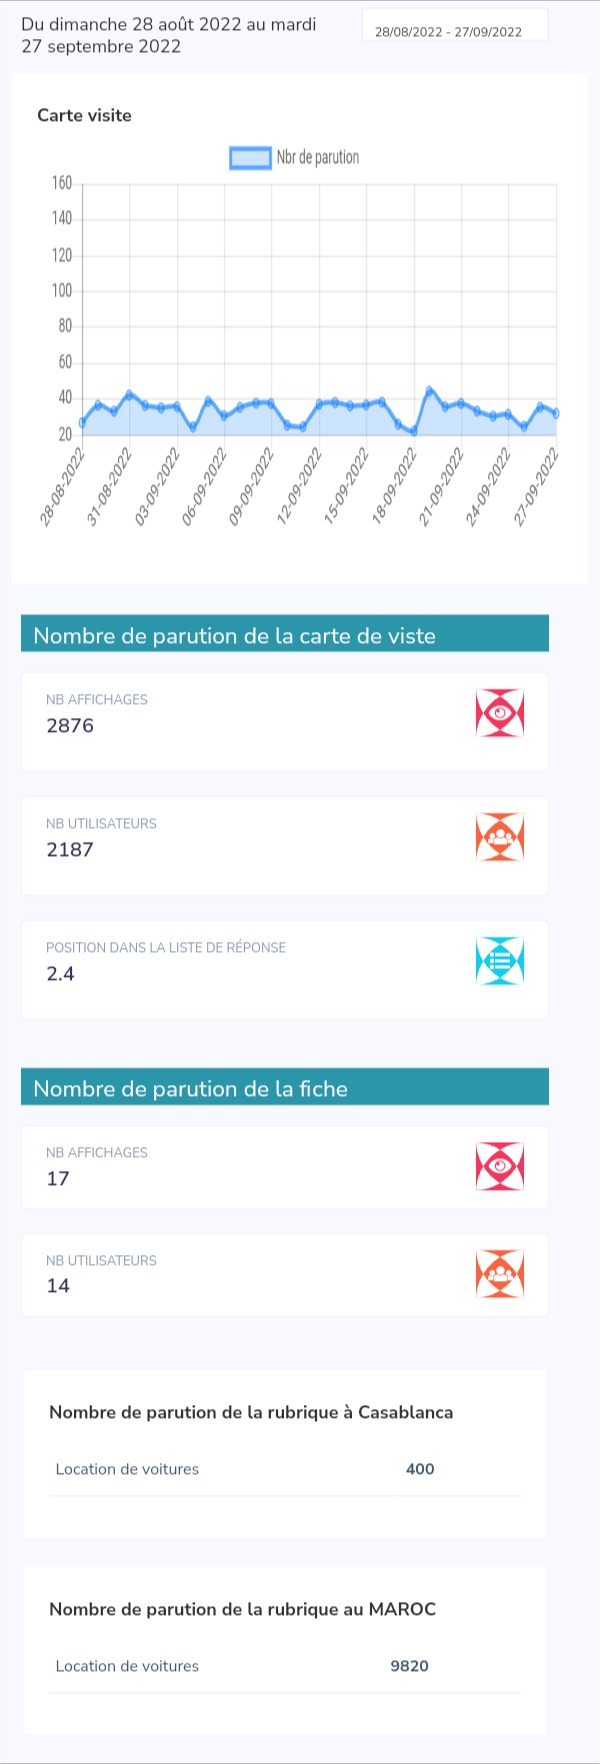 Du dimanche 28 août 2022 au mardi
27 septembre 2022
28/08/2022 - 27/09/2022
Carte visite
Nbr de parution
160
140
120
100
80
60
40
20
28-08-2022
31-08-2022
03-09-2022
06-09-2022
09-09-2022
12-09-2022
15-09-2022
18-09-2022
21-09-2022
24-09-2022
27-09-2022
Nombre de parution de la carte de viste
NB AFFICHAGES
2876
NB UTILISATEURS
2187
POSITION DANS LA LISTE DE RÉPONSE
2.4
Nombre de parution de la fiche
NB AFFICHAGES
17
NB UTILISATEURS
14
Nombre de parution de la rubrique à Casablanca
Location de voitures 400
Nombre de parution de la rubrique au MAROC
Location de voitures 9820